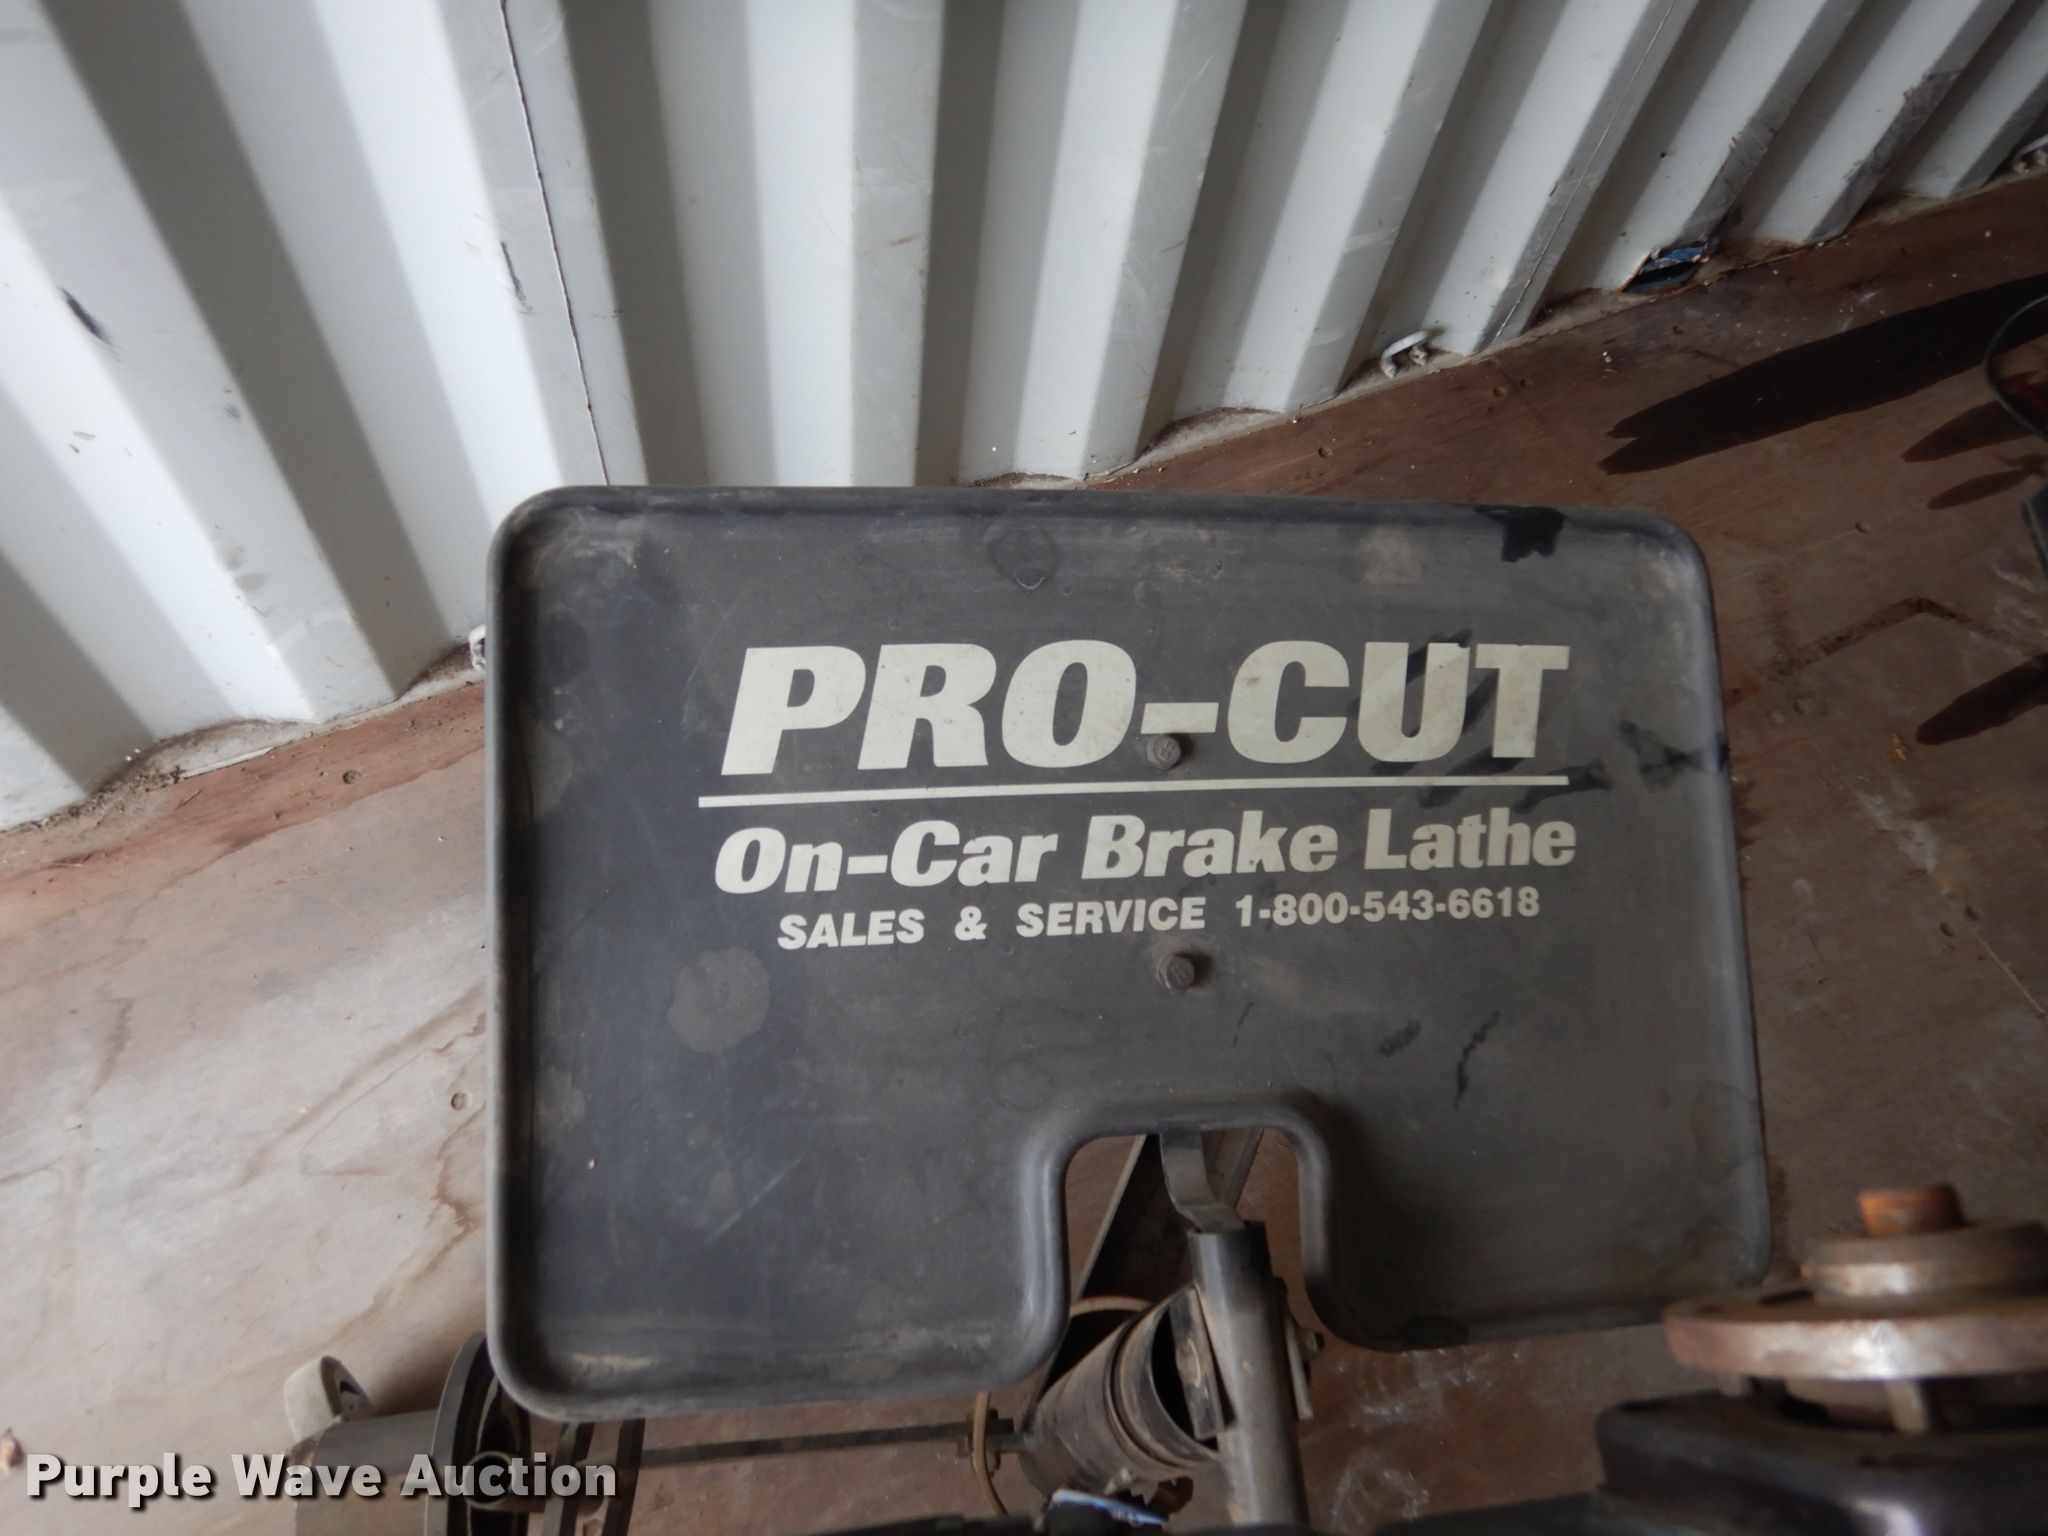 PRO-CUT
On-Car Brake Lathe
SALES & SERVICE 1-800-543-6618
Purple Wave Auction